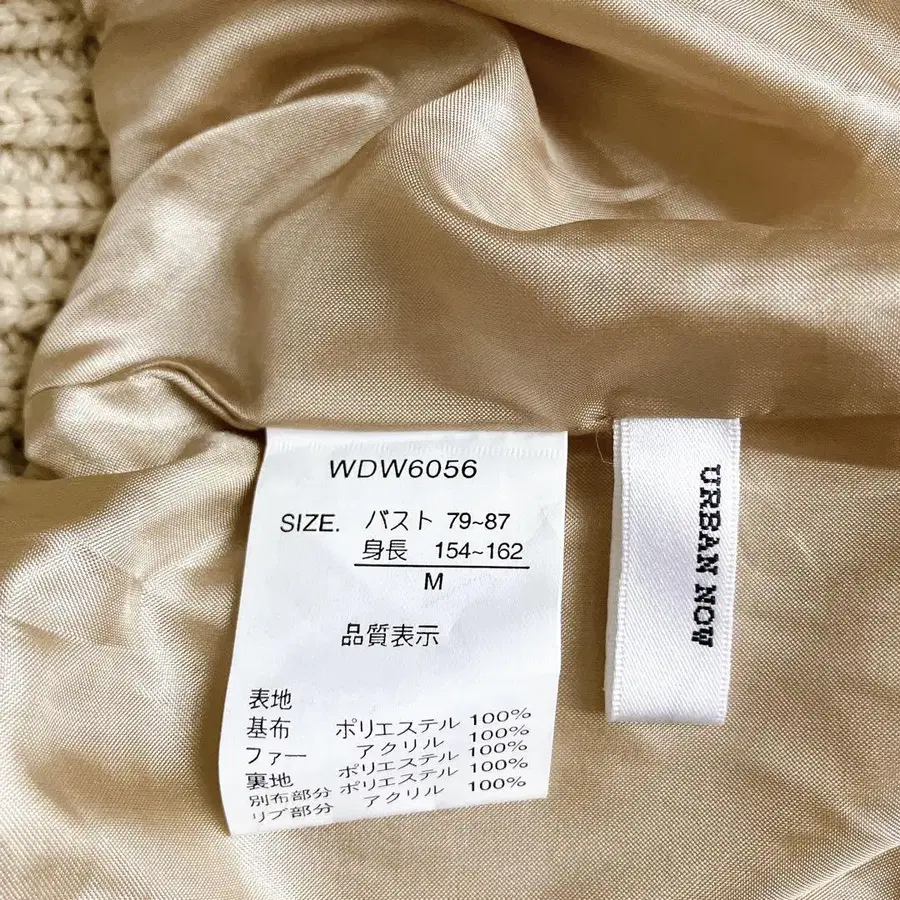 WDW6056
SIZE. バスト 79~87
身長 154~162
M
品質表示
表地
基布 ポリエステル 100%
ファー アクリル 100%
裏地 ポリエステル 100%
別布部分 ポリエステル 100%
リブ部分 アクリル 100%
URBAN NOW